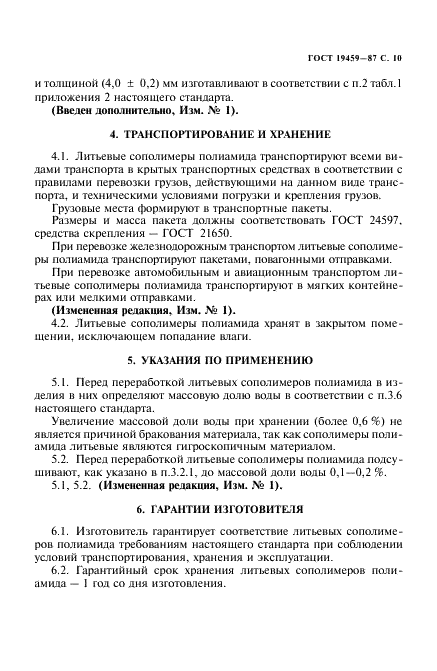 ГОСТ 19459—87 С. 10
и толщиной (4,0 ± 0,2) мм изготавливают в соответствии с п.2 табл.1
приложения 2 настоящего стандарта.
(Введен дополнительно, Изм. № 1).
4. ТРАНСПОРТИРОВАНИЕ И ХРАНЕНИЕ
4.1. Литьевые сополимеры полиамида транспортируют всеми ви-
дами транспорта в крытых транспортных средствах в соответствии с
правилами перевозки грузов, действующими на данном виде транс-
порта, и техническими условиями погрузки и крепления грузов.
Грузовые места формируют в транспортные пакеты.
Размеры и масса пакета должны соответствовать ГОСТ 24597,
средства скрепления — ГОСТ 21650.
При перевозке железнодорожным транспортом литьевые сополиме-
ры полиамида транспортируют пакетами, повагонными отправками.
При перевозке автомобильным и авиационным транспортом ли-
тьевые сополимеры полиамида транспортируют в мягких контейне-
рах или мелкими отправками.
(Измененная редакция, Изм. № 1).
4.2. Литьевые сополимеры полиамида хранят в закрытом поме-
щении, исключающем попадание влаги.
5. УКАЗАНИЯ ПО ПРИМЕНЕНИЮ
5.1. Перед переработкой литьевых сополимеров полиамида в из-
делия в них определяют массовую долю воды в соответствии с п.3.6
настоящего стандарта.
Увеличение массовой доли воды при хранении (более 0,6 %) не
является причиной бракования материала, так как сополимеры поли-
амида литьевые являются гигроскопичным материалом.
5.2. Перед переработкой литьевые сополимеры полиамида подсу-
шивают, как указано в п.3.2.1, до массовой доли воды 0,1—0,2 %.
5.1, 5.2. (Измененная редакция, Изм. № 1).
6. ГАРАНТИИ ИЗГОТОВИТЕЛЯ
6.1. Изготовитель гарантирует соответствие литьевых сополиме-
ров полиамида требованиям настоящего стандарта при соблюдении
условий транспортирования, хранения и эксплуатации.
6.2. Гарантийный срок хранения литьевых сополимеров поли-
амида — 1 год со дня изготовления.